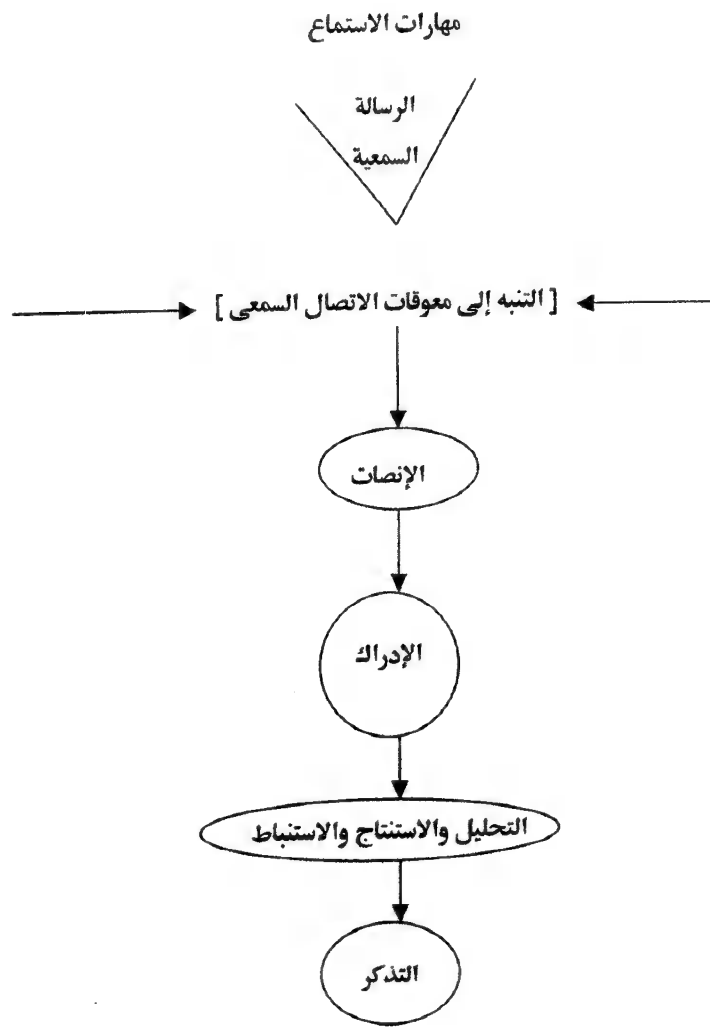 مهارات الاستماع
الرسالة
السمعية
[ التنبه إلى معوقات الاتصال السمعى ]
الإنصات
الإدراك
التحليل والاستنتاج والاستنباط
التذكر